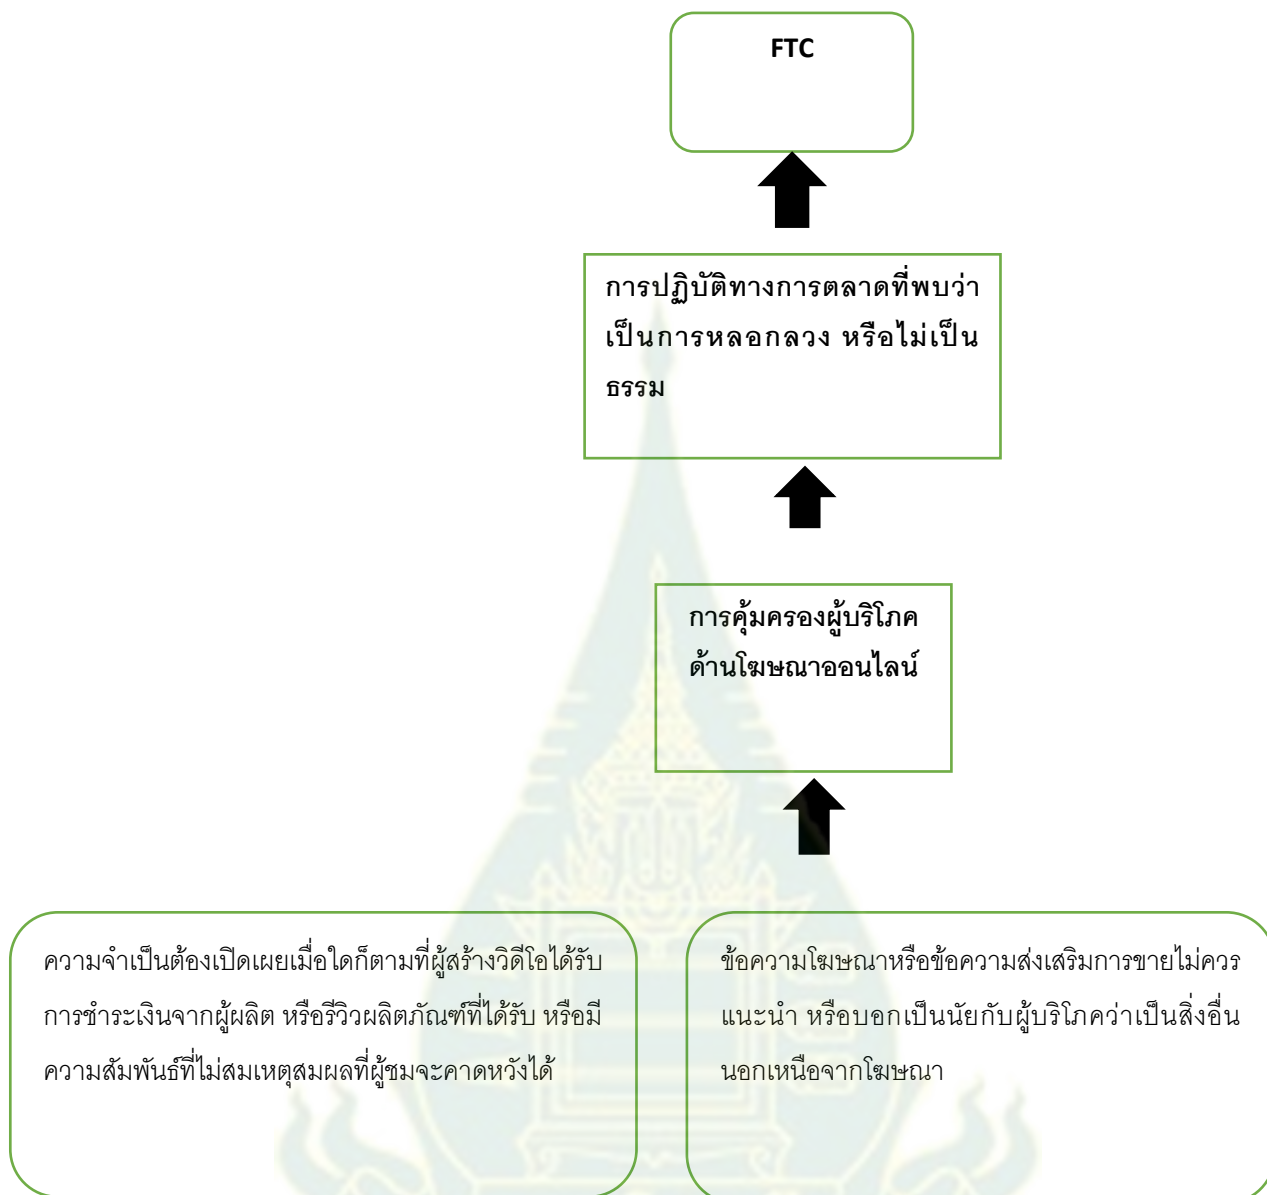 FTC
การปฏิบัติทางการตลาดที่พบว่า
เป็นการหลอกลวง หรือไม่เป็น
ธรรม
การคุ้มครองผู้บริโภค
ด้านโฆษณาออนไลน์
ความจำเป็นต้องเปิดเผยเมื่อใดก็ตามที่ผู้สร้างวิดีโอได้รับ
การชำระเงินจากผู้ผลิต หรือรีวิวผลิตภัณฑ์ที่ได้รับ หรือมี
ความสัมพันธ์ที่ไม่สมเหตุสมผลที่ผู้ชมจะคาดหวังได้
ข้อความโฆษณาหรือข้อความส่งเสริมการขายไม่ควร
แนะนำ หรือบอกเป็นนัยกับผู้บริโภคว่าเป็นสิ่งอื่น
นอกเหนือจากโฆษณา